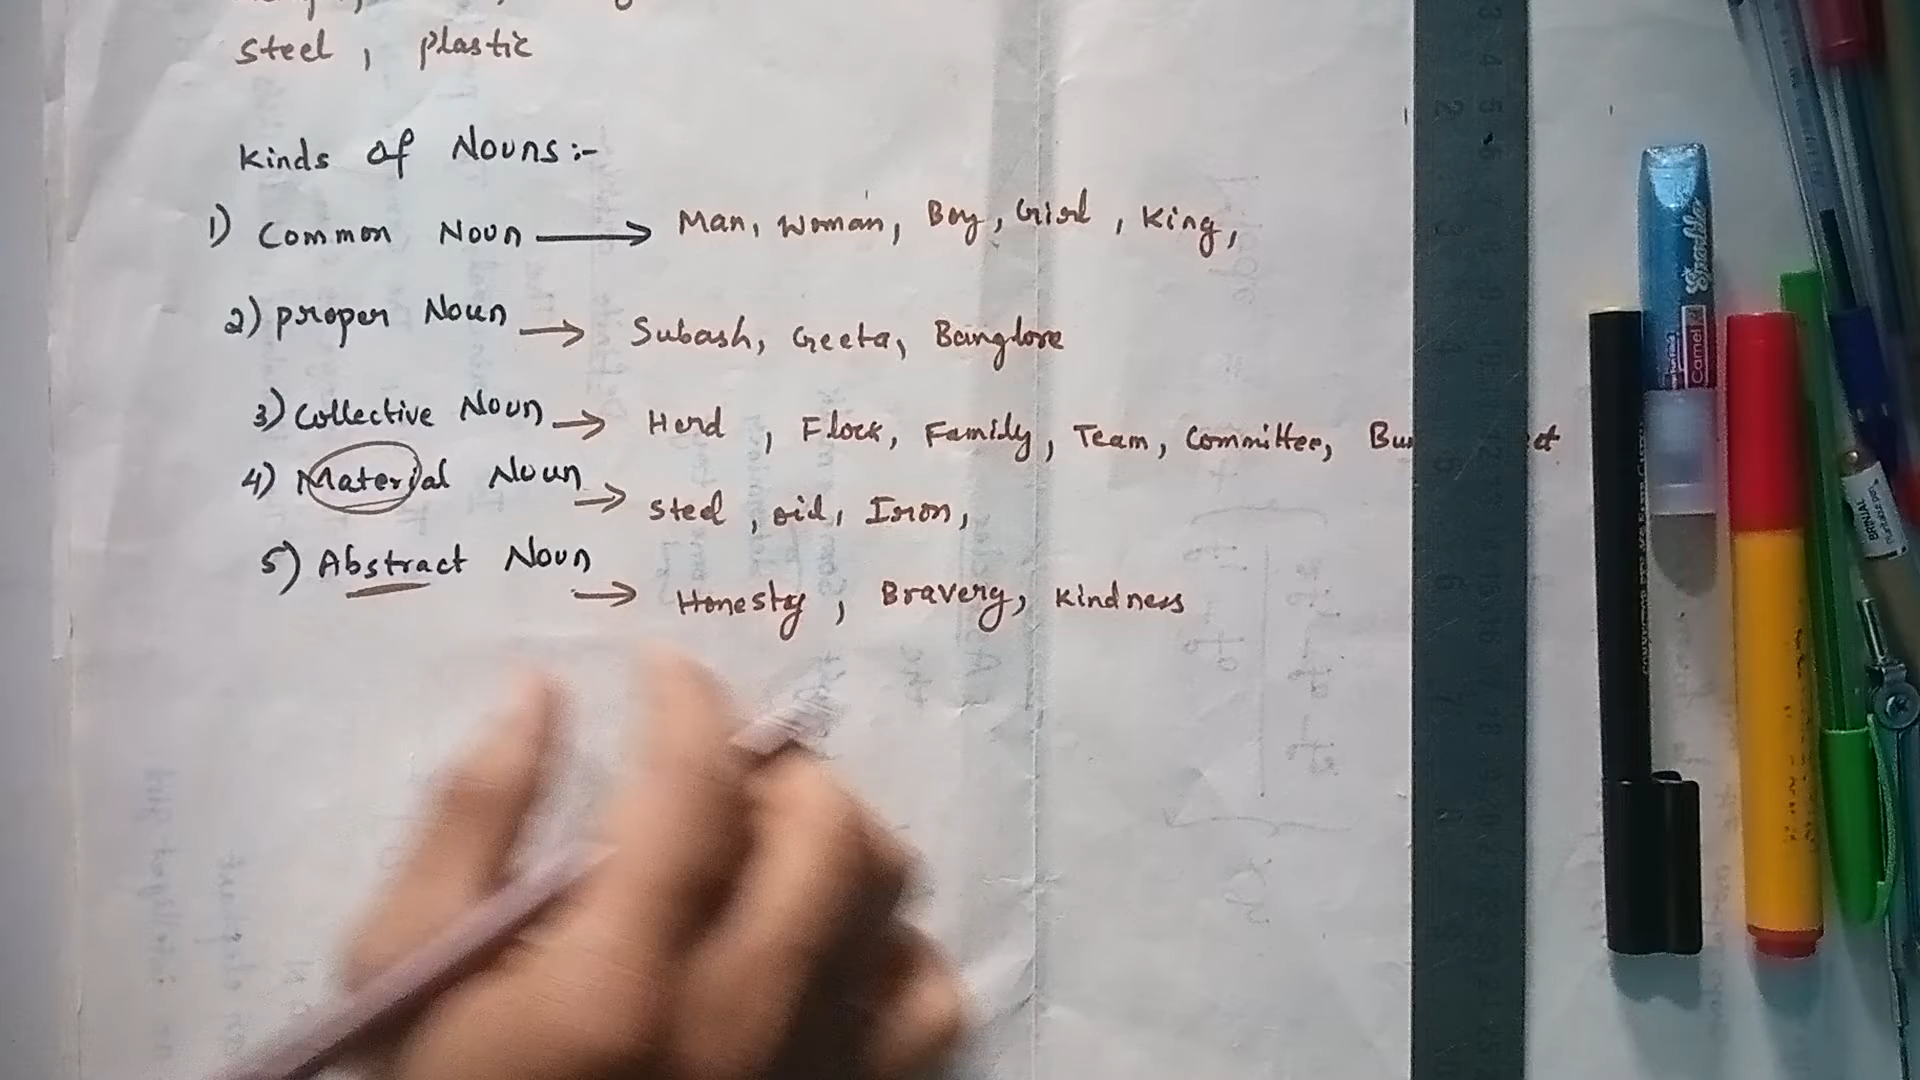 steel, plastic
Kinds of Nouns:-
1) Common Noun → Man, Woman, Boy, Girl, King,
2) Proper Noun → Subash, Geeta, Banglore
3) Collective Noun → Herd, Flock, Family, Team, Committee,
4) Material Noun → Steel, oil, Iron,
5) Abstract Noun → Honesty, Bravery, Kindness
Sparkle
Camel